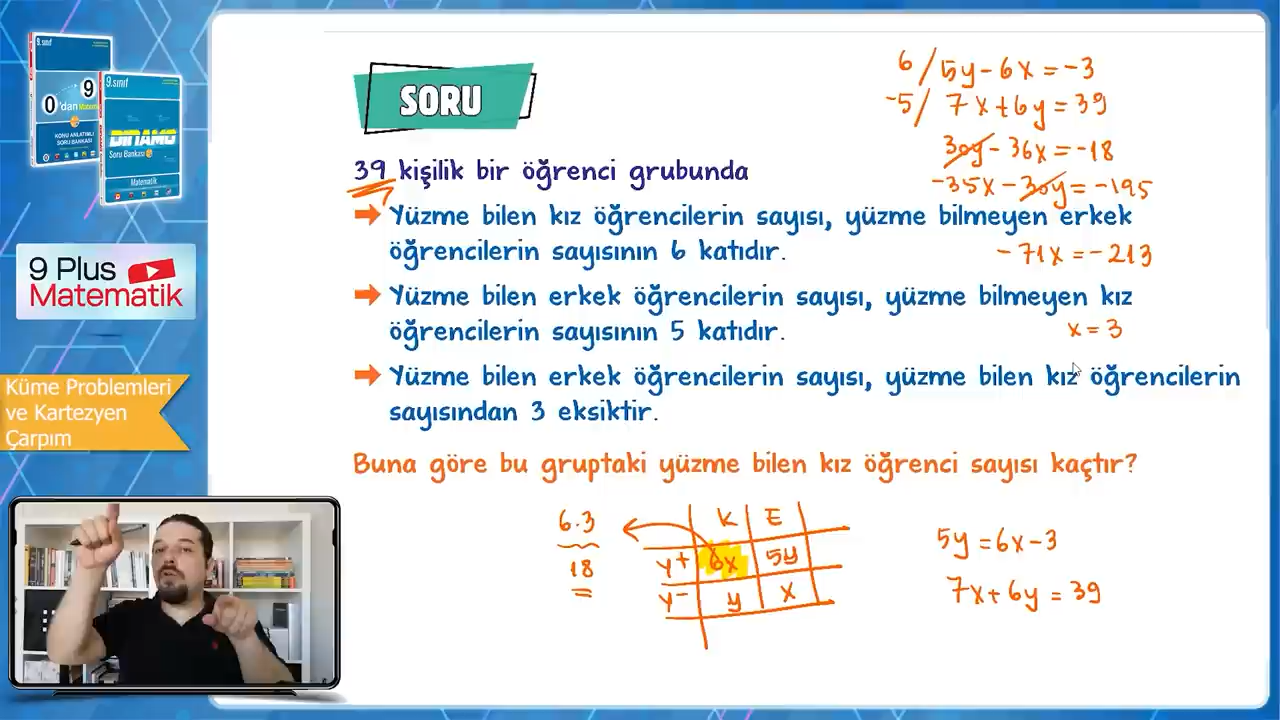 9.sınıf
0'dan 9
KONU ANLATIMLI
SORU BANKASI
9.sınıf
DİNAMO
Soru Bankası
Matematik
9 Plus
Matematik
Küme Problemleri
ve Kartezyen
Çarpım
SORU
39 kişilik bir öğrenci grubunda
Yüzme bilen kız öğrencilerin sayısı, yüzme bilmeyen erkek
öğrencilerin sayısının 6 katıdır.
Yüzme bilen erkek öğrencilerin sayısı, yüzme bilmeyen kız
öğrencilerin sayısının 5 katıdır.
Yüzme bilen erkek öğrencilerin sayısı, yüzme bilen kız öğrencilerin
sayısından 3 eksiktir.
Buna göre bu gruptaki yüzme bilen kız öğrenci sayısı kaçtır?
6/ 5y-6x=-3
-5/ 7x+6y=39
30y-36x=-18
-35x-30y=-195
-71x=-213
x=3
6.3
18
K E
y+ 6x 5y
y- y x
5y=6x-3
7x+6y=39